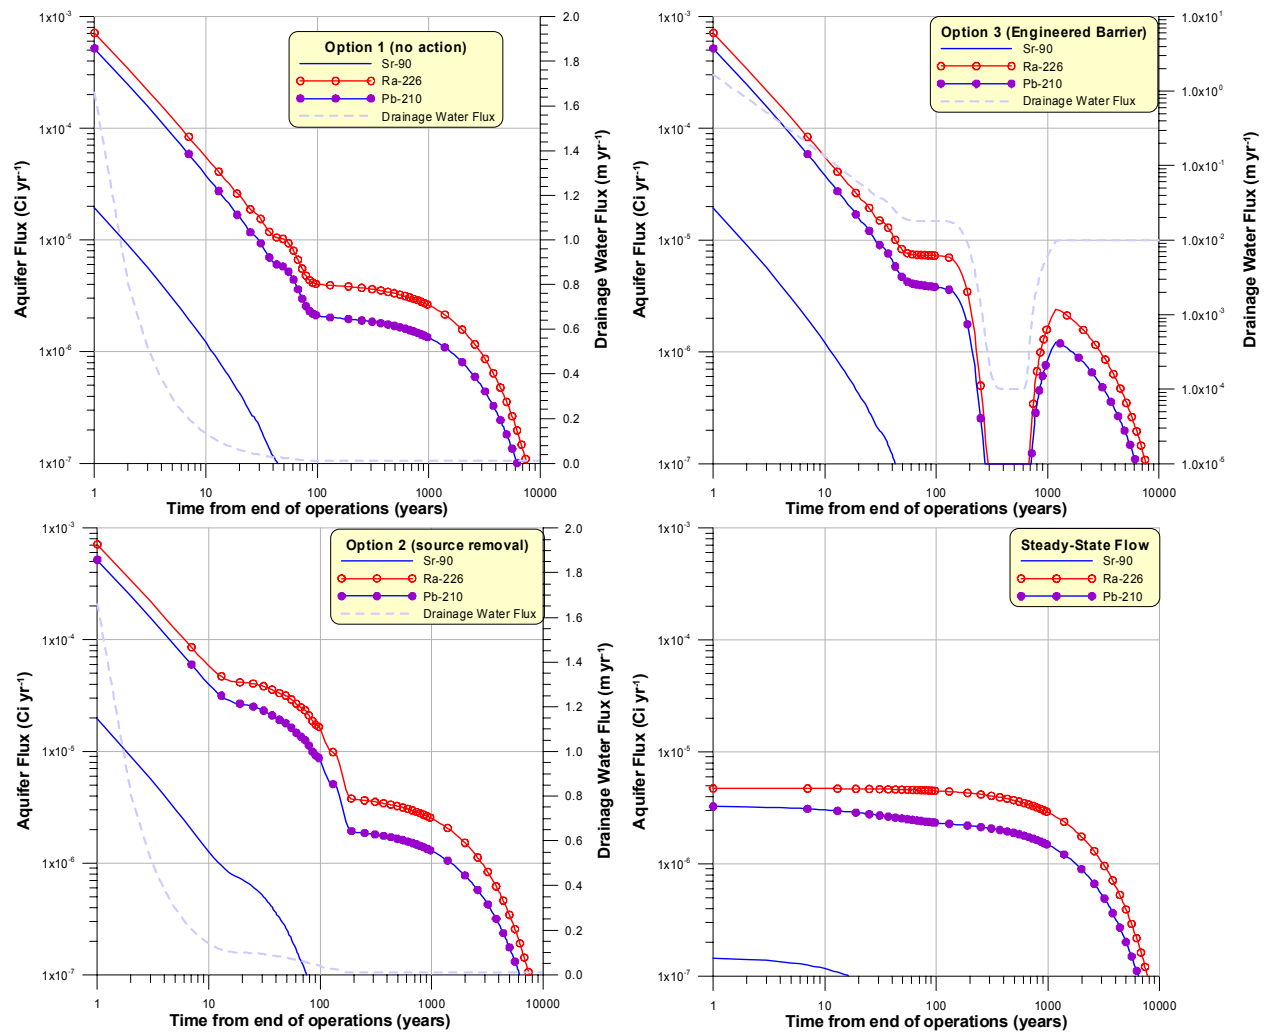 Option 1 (no action)
Sr-90
Ra-226
Pb-210
Drainage Water Flux
1x10⁻³
1x10⁻⁴
1x10⁻⁵
1x10⁻⁶
1x10⁻⁷
Aquifer Flux (Ci yr⁻¹)
2.0
1.8
1.6
1.4
1.2
1.0
0.8
0.6
0.4
0.2
0.0
Drainage Water Flux (m yr⁻¹)
1 10 100 1000 10000
Time from end of operations (years)
Option 3 (Engineered Barrier)
Sr-90
Ra-226
Pb-210
Drainage Water Flux
1x10⁻³
1x10⁻⁴
1x10⁻⁵
1x10⁻⁶
1x10⁻⁷
Aquifer Flux (Ci yr⁻¹)
1.0x10¹
1.0x10⁰
1.0x10⁻¹
1.0x10⁻²
1.0x10⁻³
1.0x10⁻⁴
1.0x10⁻⁵
Drainage Water Flux (m yr⁻¹)
1 10 100 1000 10000
Time from end of operations (years)
Option 2 (source removal)
Sr-90
Ra-226
Pb-210
Drainage Water Flux
1x10⁻³
1x10⁻⁴
1x10⁻⁵
1x10⁻⁶
1x10⁻⁷
Aquifer Flux (Ci yr⁻¹)
2.0
1.8
1.6
1.4
1.2
1.0
0.8
0.6
0.4
0.2
0.0
Drainage Water Flux (m yr⁻¹)
1 10 100 1000 10000
Time from end of operations (years)
Steady-State Flow
Sr-90
Ra-226
Pb-210
1x10⁻³
1x10⁻⁴
1x10⁻⁵
1x10⁻⁶
1x10⁻⁷
Aquifer Flux (Ci yr⁻¹)
1 10 100 1000 10000
Time from end of operations (years)